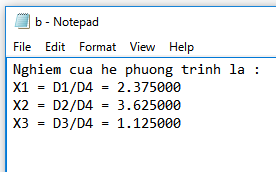 b - Notepad
File Edit Format View Help
Nghiem cua he phuong trinh la :
X1 = D1/D4 = 2.375000
X2 = D2/D4 = 3.625000
X3 = D3/D4 = 1.125000